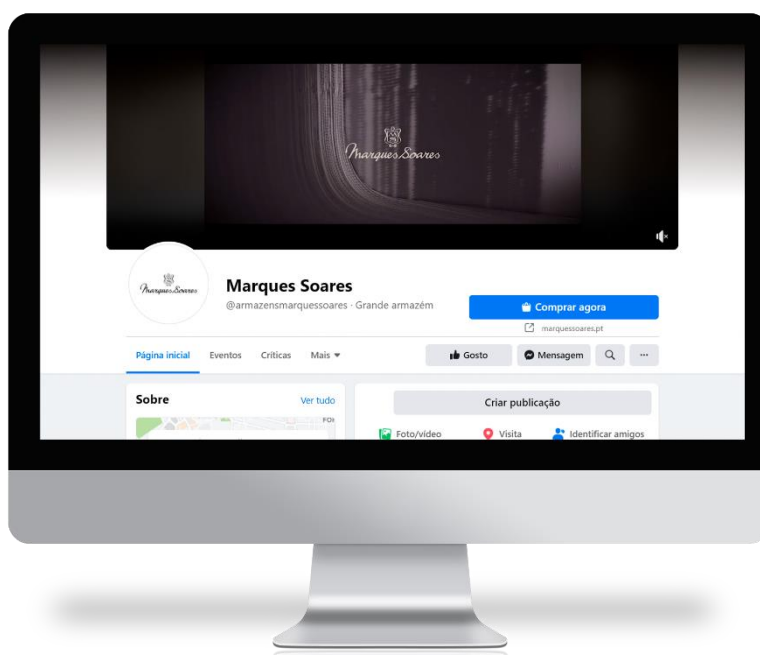 Marques Soares
Marques Soares
Marques Soares
@armazensmarquessoares · Grande armazém
Comprar agora
marquessoares.pt
Página inicial Eventos Críticas Mais Gosto Mensagem
Sobre Ver tudo
Criar publicação
Foto/vídeo Visita Identificar amigos